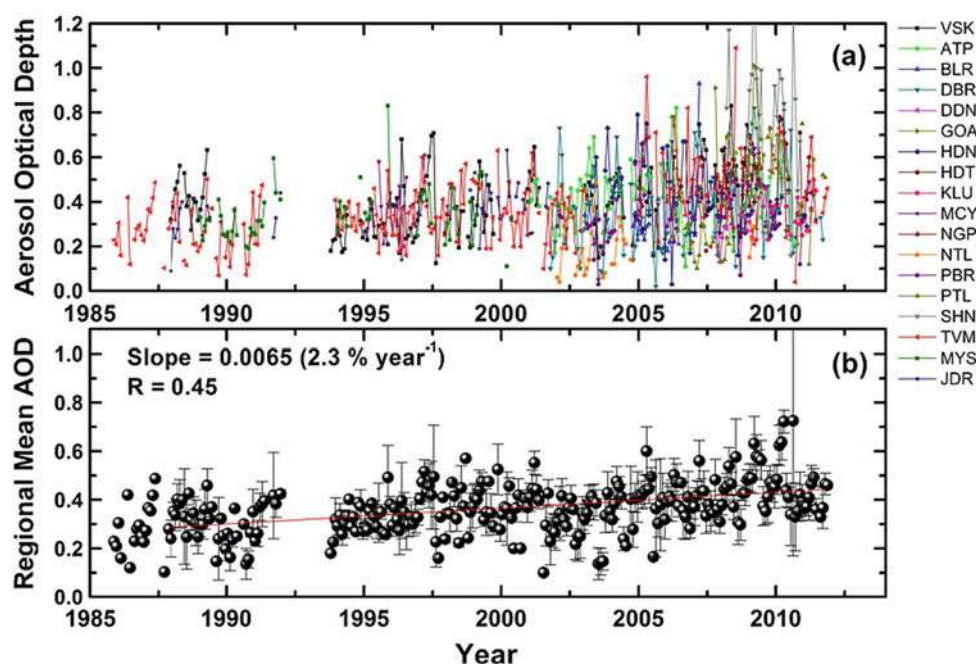 1.2
1.0
0.8
0.6
0.4
0.2
0.0
Aerosol Optical Depth
(a)
1985 1990 1995 2000 2005 2010
VSK
ATP
BLR
DBR
DDN
GOA
HDN
HDT
KLU
MCY
NGP
NTL
PBR
PTL
SHN
TVM
MYS
JDR
1.0
0.8
0.6
0.4
0.2
0.0
Regional Mean AOD
Slope = 0.0065 (2.3 % year⁻¹)
R = 0.45
(b)
1985 1990 1995 2000 2005 2010
Year